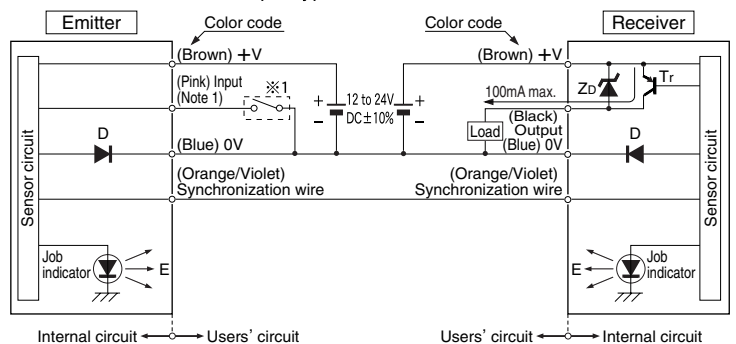 Emitter
Color code
Color code
Receiver
(Brown) +V
(Brown) +V
(Pink) Input
(Note 1)
※1
+
−
12 to 24V
DC±10%
+
−
100mA max.
ZD
Tr
(Black)
Output
Load
D
(Blue) 0V
(Blue) 0V
D
Sensor circuit
Sensor circuit
(Orange/Violet)
Synchronization wire
(Orange/Violet)
Synchronization wire
Job
indicator
E
E
Job
indicator
Internal circuit
Users' circuit
Users' circuit
Internal circuit